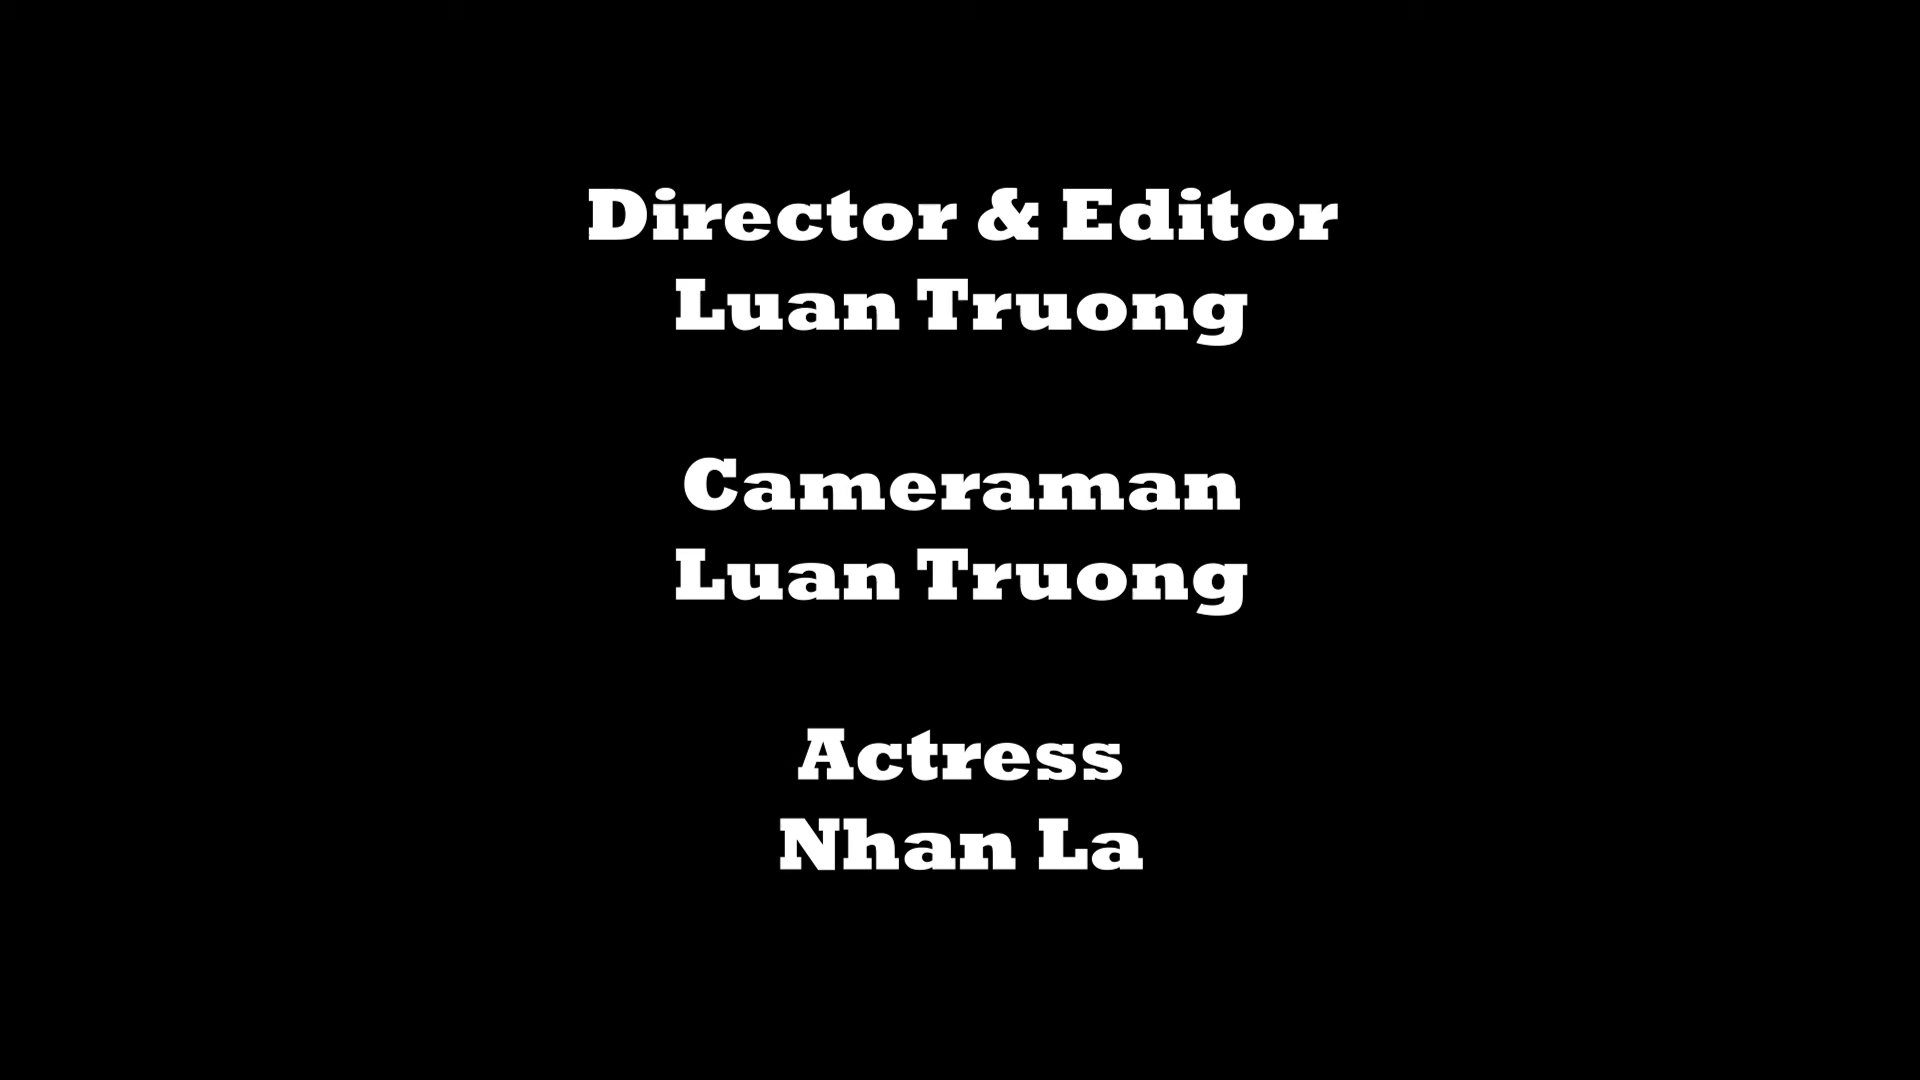 Director & Editor
Luan Truong
Cameraman
Luan Truong
Actress
Nhan La